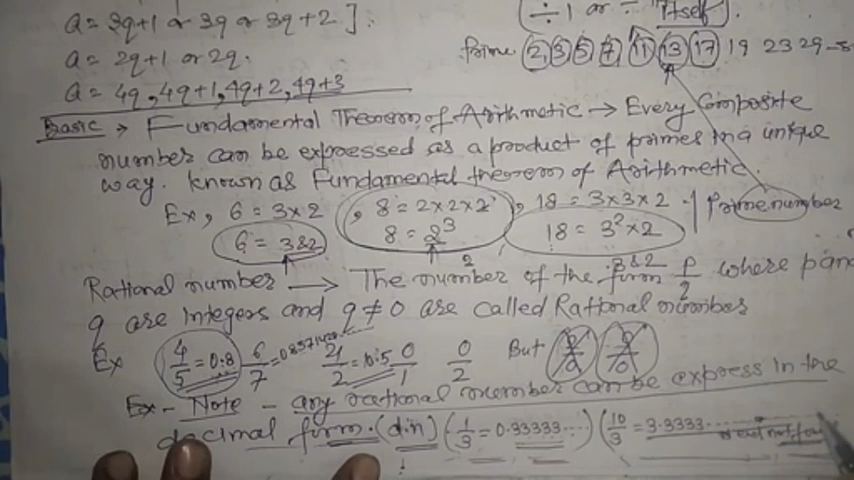 a = 3q+1 or 3q or 3q+2].
÷1 or ÷ Itself).
a = 2q+1 or 2q.
Prime 2, 3, 5, 7, 11, 13, 17, 19 23 29
a = 4q, 4q+1, 4q+2, 4q+3
Basic → Fundamental Theorem of Arithmetic → Every Composite
number can be expressed as a product of primes in a unique
way. Known as Fundamental theorem of Arithmetic.
Ex, 6 = 3×2 , 8 = 2×2×2 , 18 = 3×3×2 | Prime number
6 = 3&2 8 = 2³ 18 = 3²×2
2 3&2
Rational number → The number of the form p/q where p and
q are integers and q ≠ 0 are called Rational number
Ex 4/5 = 0.8 6/7 = 21/2 = 10.5 0/1 0/2 But
Ex - Note - any rational number can be express in the
decimal form. (d.n) (1/3 = 0.33333...) (10/3 = 3.3333...